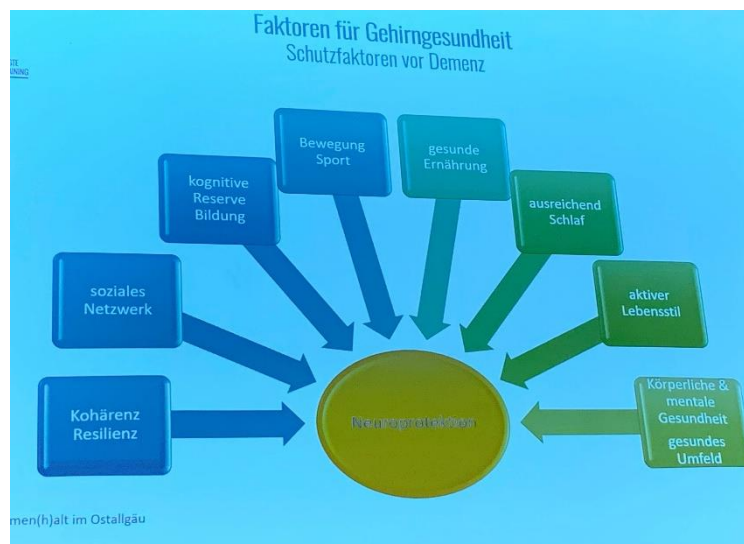 Faktoren für Gehirngesundheit
Schutzfaktoren vor Demenz
Bewegung
Sport
gesunde
Ernährung
kognitive
Reserve
Bildung
ausreichend
Schlaf
soziales
Netzwerk
aktiver
Lebensstil
Kohärenz
Resilienz
Neuroprotektion
Körperliche &
mentale
Gesundheit
gesundes
Umfeld
men(h)alt im Ostallgäu